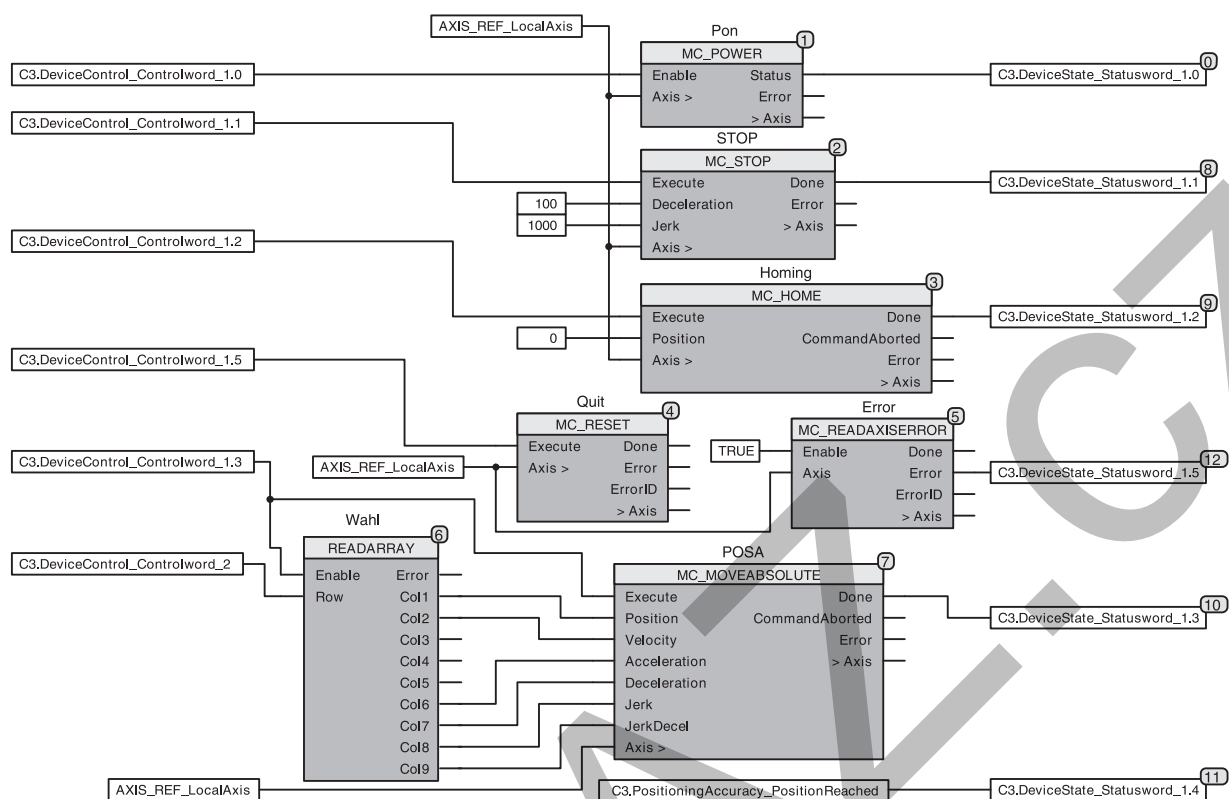 AXIS_REF_LocalAxis
Pon
1
MC_POWER
0
C3.DeviceControl_Controlword_1.0
Enable Status
C3.DeviceState_Statusword_1.0
Axis > Error
> Axis
C3.DeviceControl_Controlword_1.1
STOP
2
MC_STOP
8
Execute Done
C3.DeviceState_Statusword_1.1
100
Deceleration Error
1000
Jerk > Axis
Axis >
C3.DeviceControl_Controlword_1.2
Homing
3
MC_HOME
9
Execute Done
C3.DeviceState_Statusword_1.2
0
Position CommandAborted
Axis > Error
> Axis
C3.DeviceControl_Controlword_1.5
Quit
4
MC_RESET
Execute Done
AXIS_REF_LocalAxis
Axis > Error
ErrorID
> Axis
Error
5
MC_READAXISERROR
TRUE
Enable Done
Axis Error
12
C3.DeviceState_Statusword_1.5
ErrorID
> Axis
C3.DeviceControl_Controlword_1.3
Wahl
6
READARRAY
C3.DeviceControl_Controlword_2
Enable Error
Row Col1
Col2
Col3
Col4
Col5
Col6
Col7
Col8
Col9
POSA
7
MC_MOVEABSOLUTE
Execute Done
10
C3.DeviceState_Statusword_1.3
Position CommandAborted
Velocity Error
Acceleration > Axis
Deceleration
Jerk
JerkDecel
Axis >
AXIS_REF_LocalAxis
C3.PositioningAccuracy_PositionReached
11
C3.DeviceState_Statusword_1.4